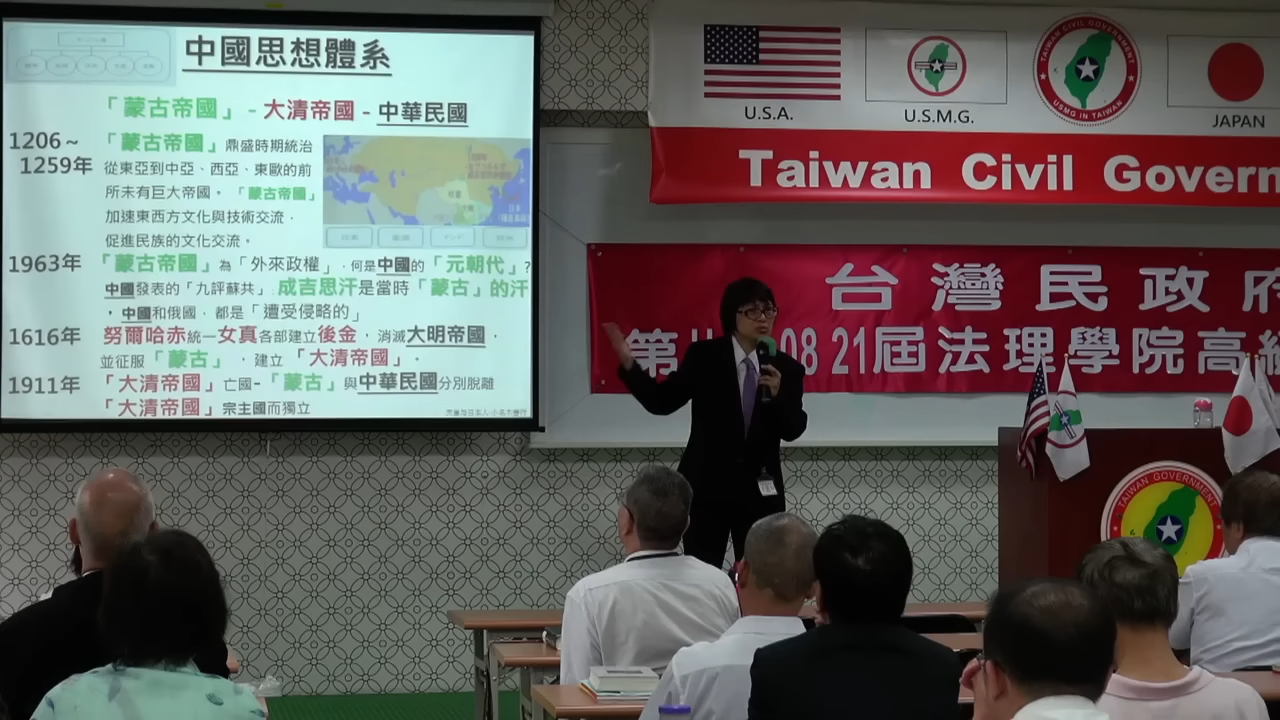 中國思想體系
「蒙古帝國」-大清帝國-中華民國
1206～
1259年
「蒙古帝國」鼎盛時期統治
從東亞到中亞、西亞、東歐的前
所未有巨大帝國。「蒙古帝國」
加速東西方文化與技術交流，
促進民族的文化交流。
1963年
「蒙古帝國」為「外來政權」，何是中國的「元朝代」?
中國發表的「九評蘇共」成吉思汗是當時「蒙古」的汗
，中國和俄國，都是「遭受侵略的」
1616年
努爾哈赤統一女真各部建立後金，消滅大明帝國，
並征服「蒙古」，建立「大清帝國」．
1911年
「大清帝國」亡國-「蒙古」與中華民國分別脫離
「大清帝國」宗主國而獨立
U.S.A.
U.S.M.G.
TAIWAN CIVIL GOVERNMENT
USMG IN TAIWAN
JAPAN
Taiwan Civil Govern
台灣民政府
第 08 21屆法理學院高級
TAIWAN GOVERNMENT